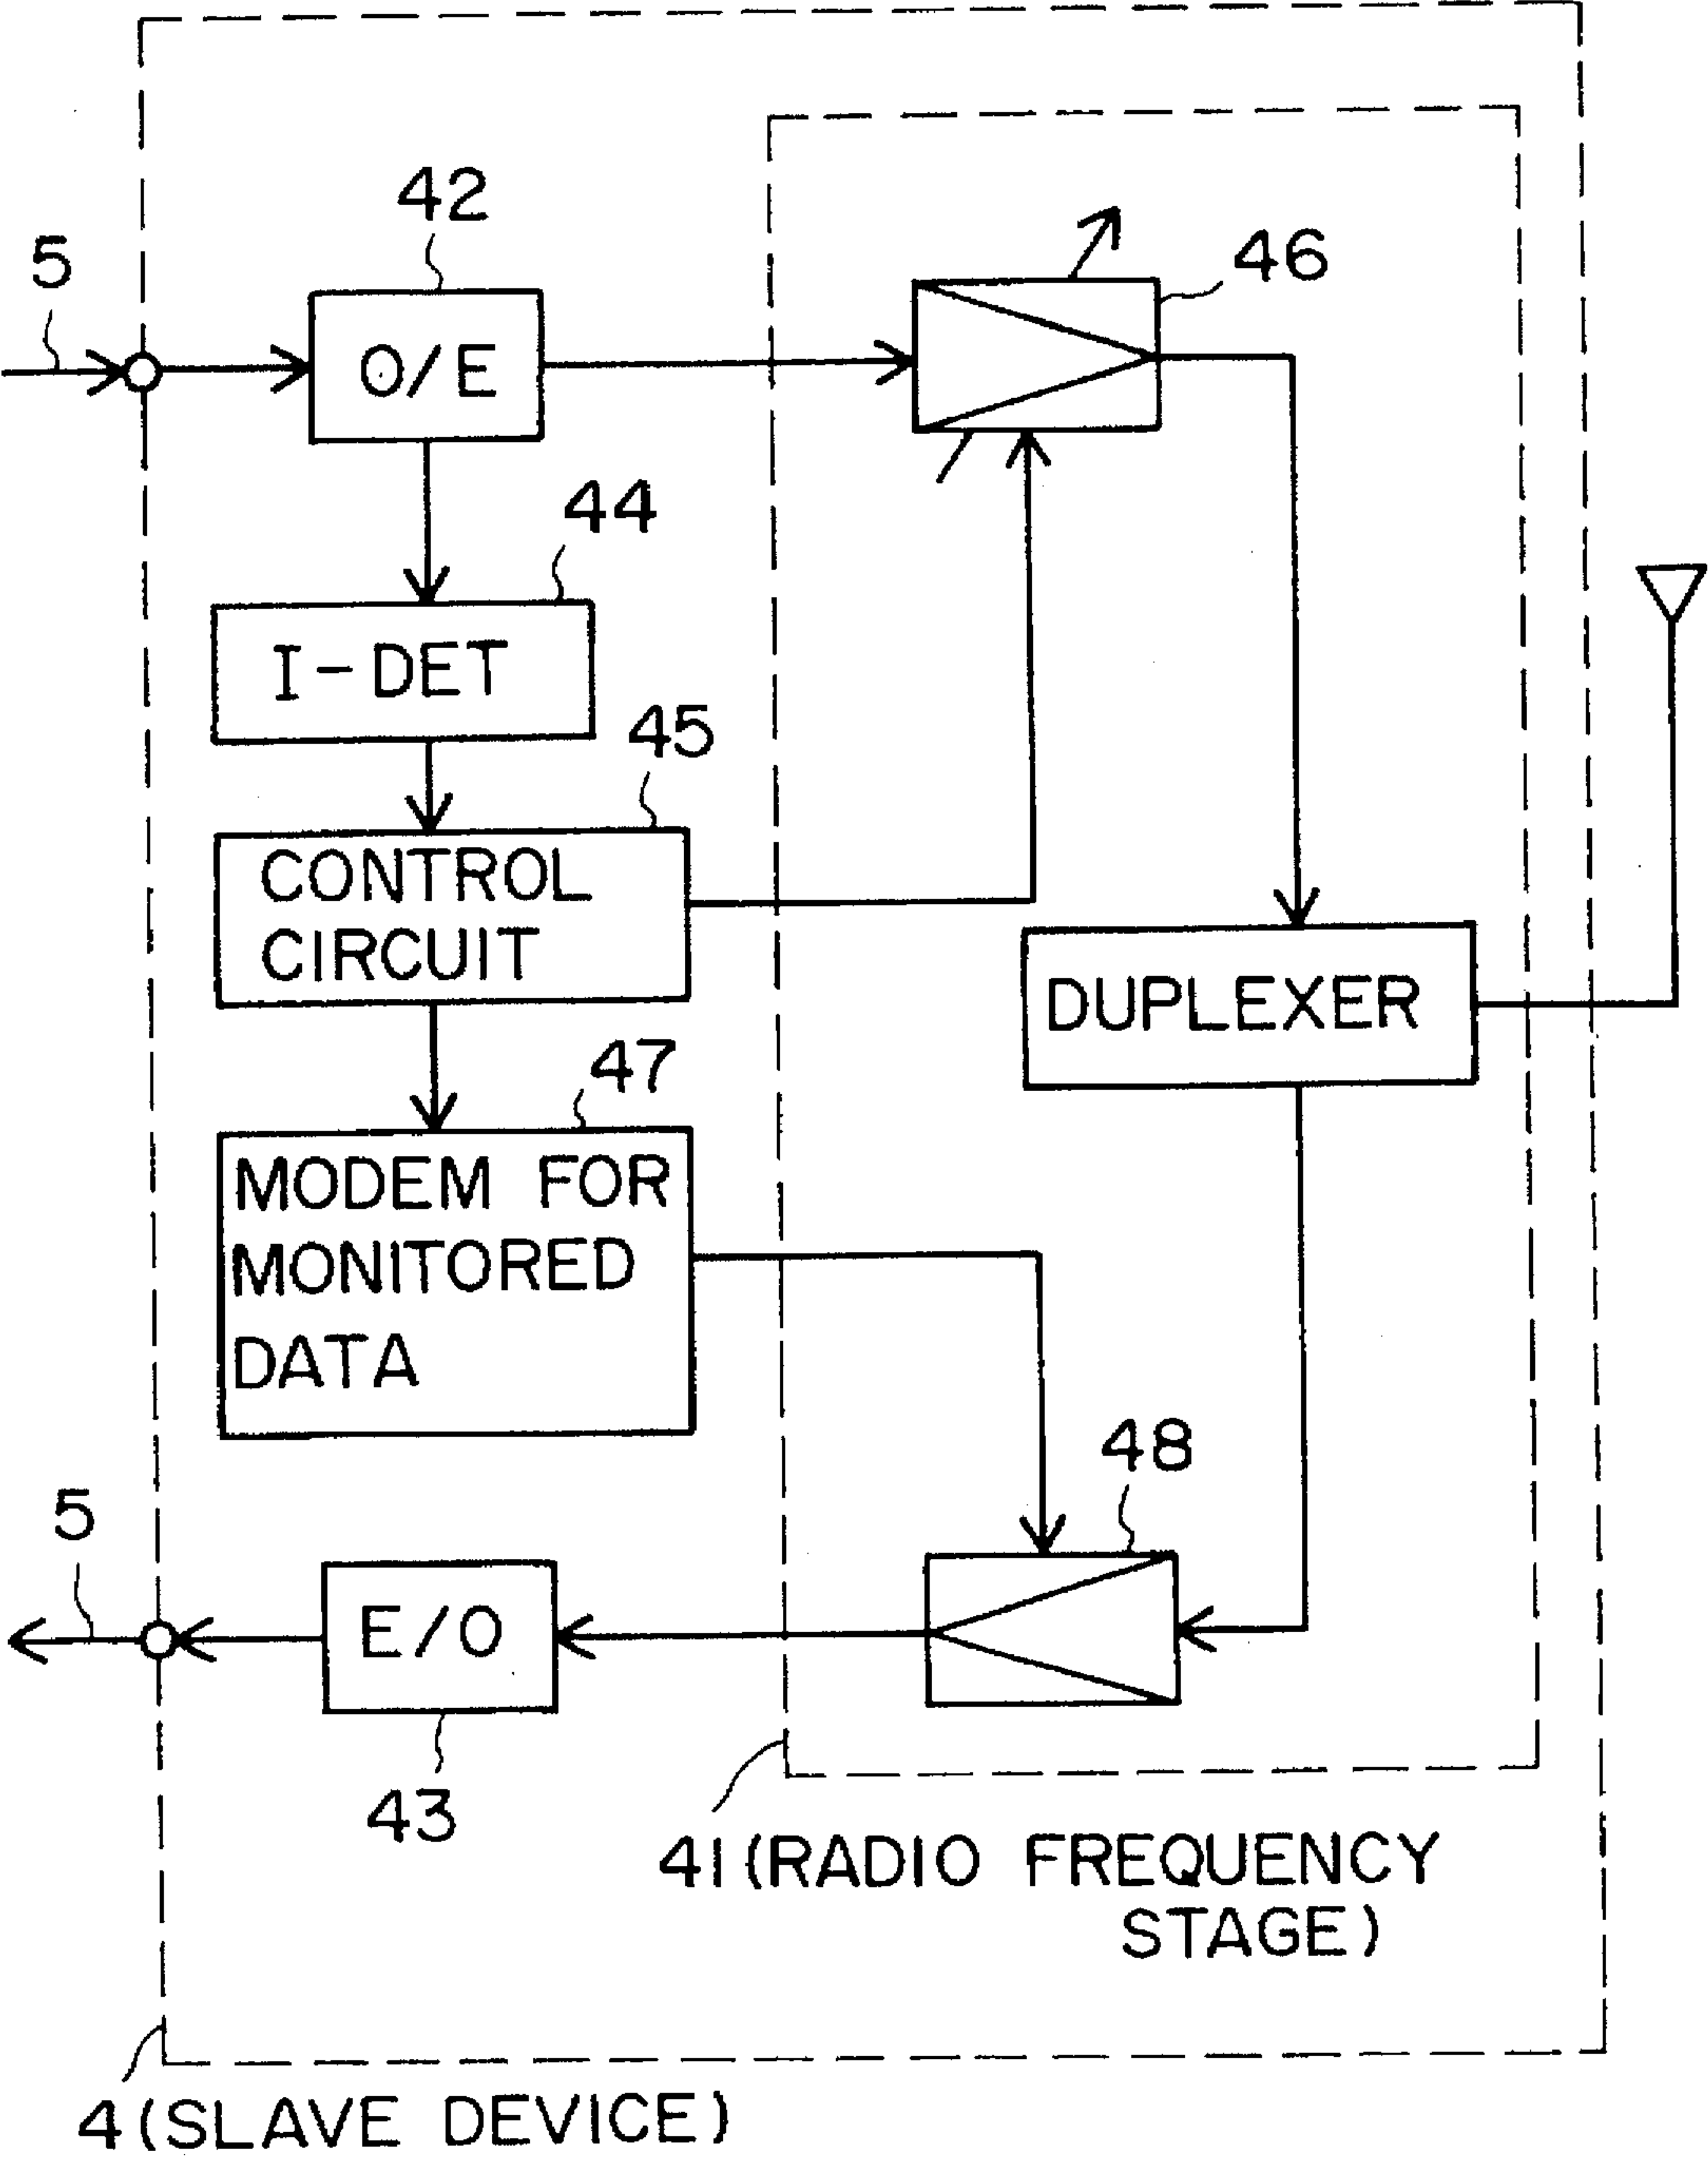 42
5
46
O/E
44
I-DET
45
CONTROL
CIRCUIT
DUPLEXER
47
MODEM FOR
MONITORED
DATA
48
5
E/O
43
41(RADIO FREQUENCY
STAGE)
4(SLAVE DEVICE)